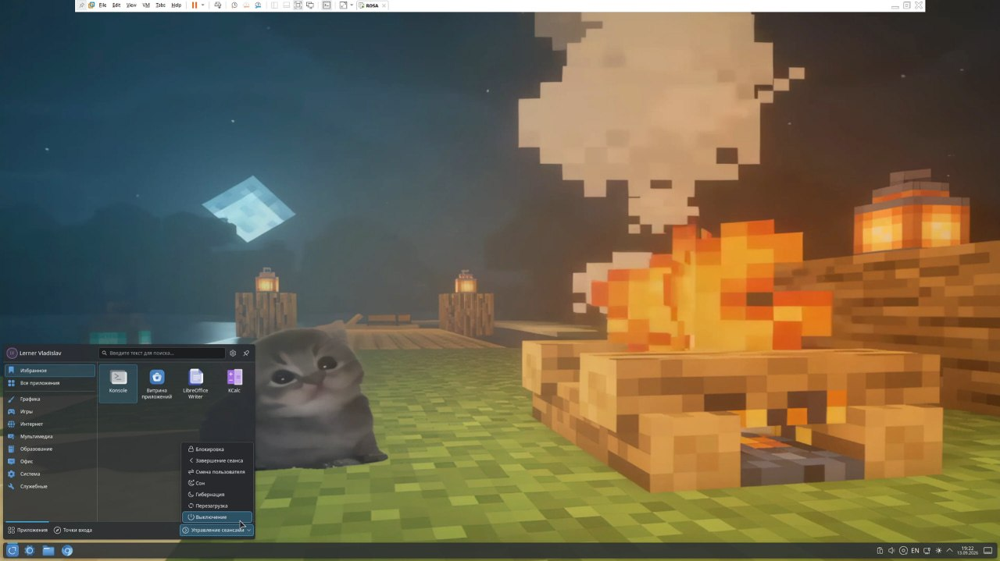 File Edit View VM Tabs Help ROSA
Lerner Vladislav
Введите текст для поиска...
Избранное
Все приложения
Графика
Игры
Интернет
Мультимедиа
Образование
Офис
Система
Служебные
Konsole
Витрина
приложений
LibreOffice
Writer
KCalc
Блокировка
Завершение сеанса
Смена пользователя
Сон
Гибернация
Перезагрузка
Выключение
Приложения
Точки входа
Управление сеансами
EN
19:22
13.09.2026